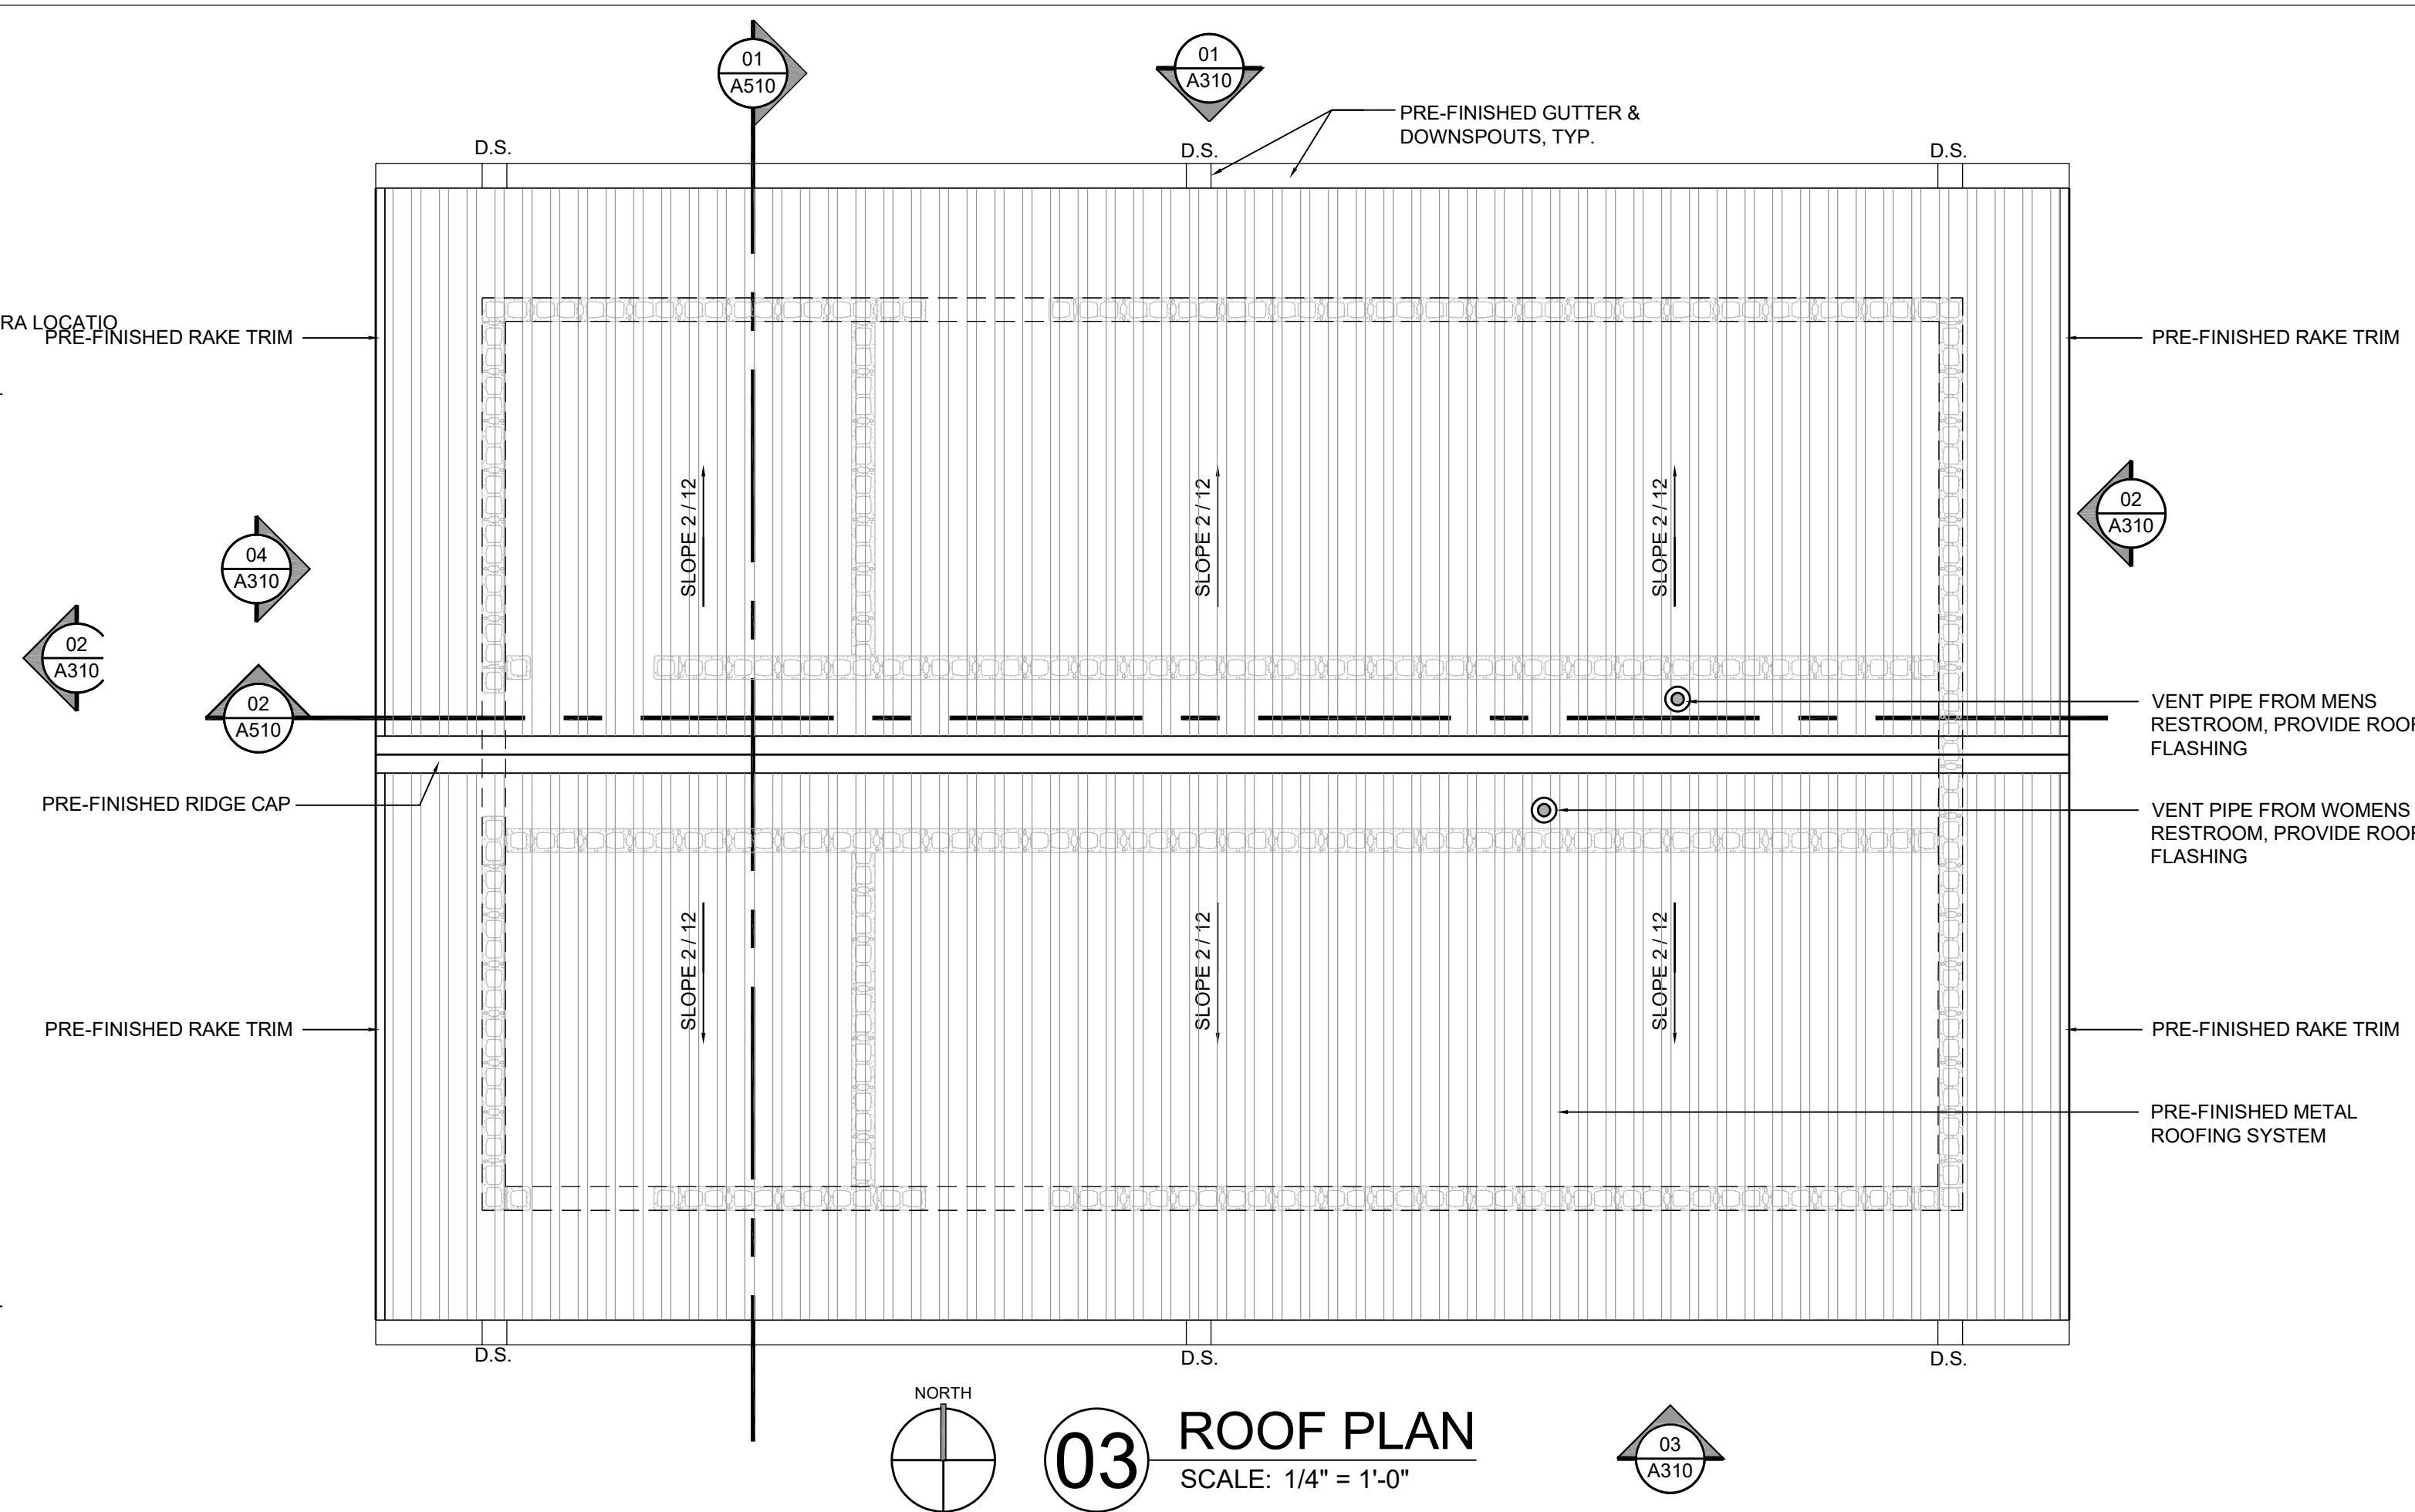 01
A510
01
A310
PRE-FINISHED GUTTER &
DOWNSPOUTS, TYP.
D.S.
D.S.
D.S.
RA LOCATIO
PRE-FINISHED RAKE TRIM
PRE-FINISHED RAKE TRIM
SLOPE 2 / 12
SLOPE 2 / 12
SLOPE 2 / 12
02
A310
04
A310
02
A310
02
A510
VENT PIPE FROM MENS
RESTROOM, PROVIDE ROOF
FLASHING
PRE-FINISHED RIDGE CAP
VENT PIPE FROM WOMENS
RESTROOM, PROVIDE ROOF
FLASHING
SLOPE 2 / 12
SLOPE 2 / 12
SLOPE 2 / 12
PRE-FINISHED RAKE TRIM
PRE-FINISHED RAKE TRIM
PRE-FINISHED METAL
ROOFING SYSTEM
D.S.
D.S.
D.S.
NORTH
03
ROOF PLAN
SCALE: 1/4" = 1'-0"
03
A310